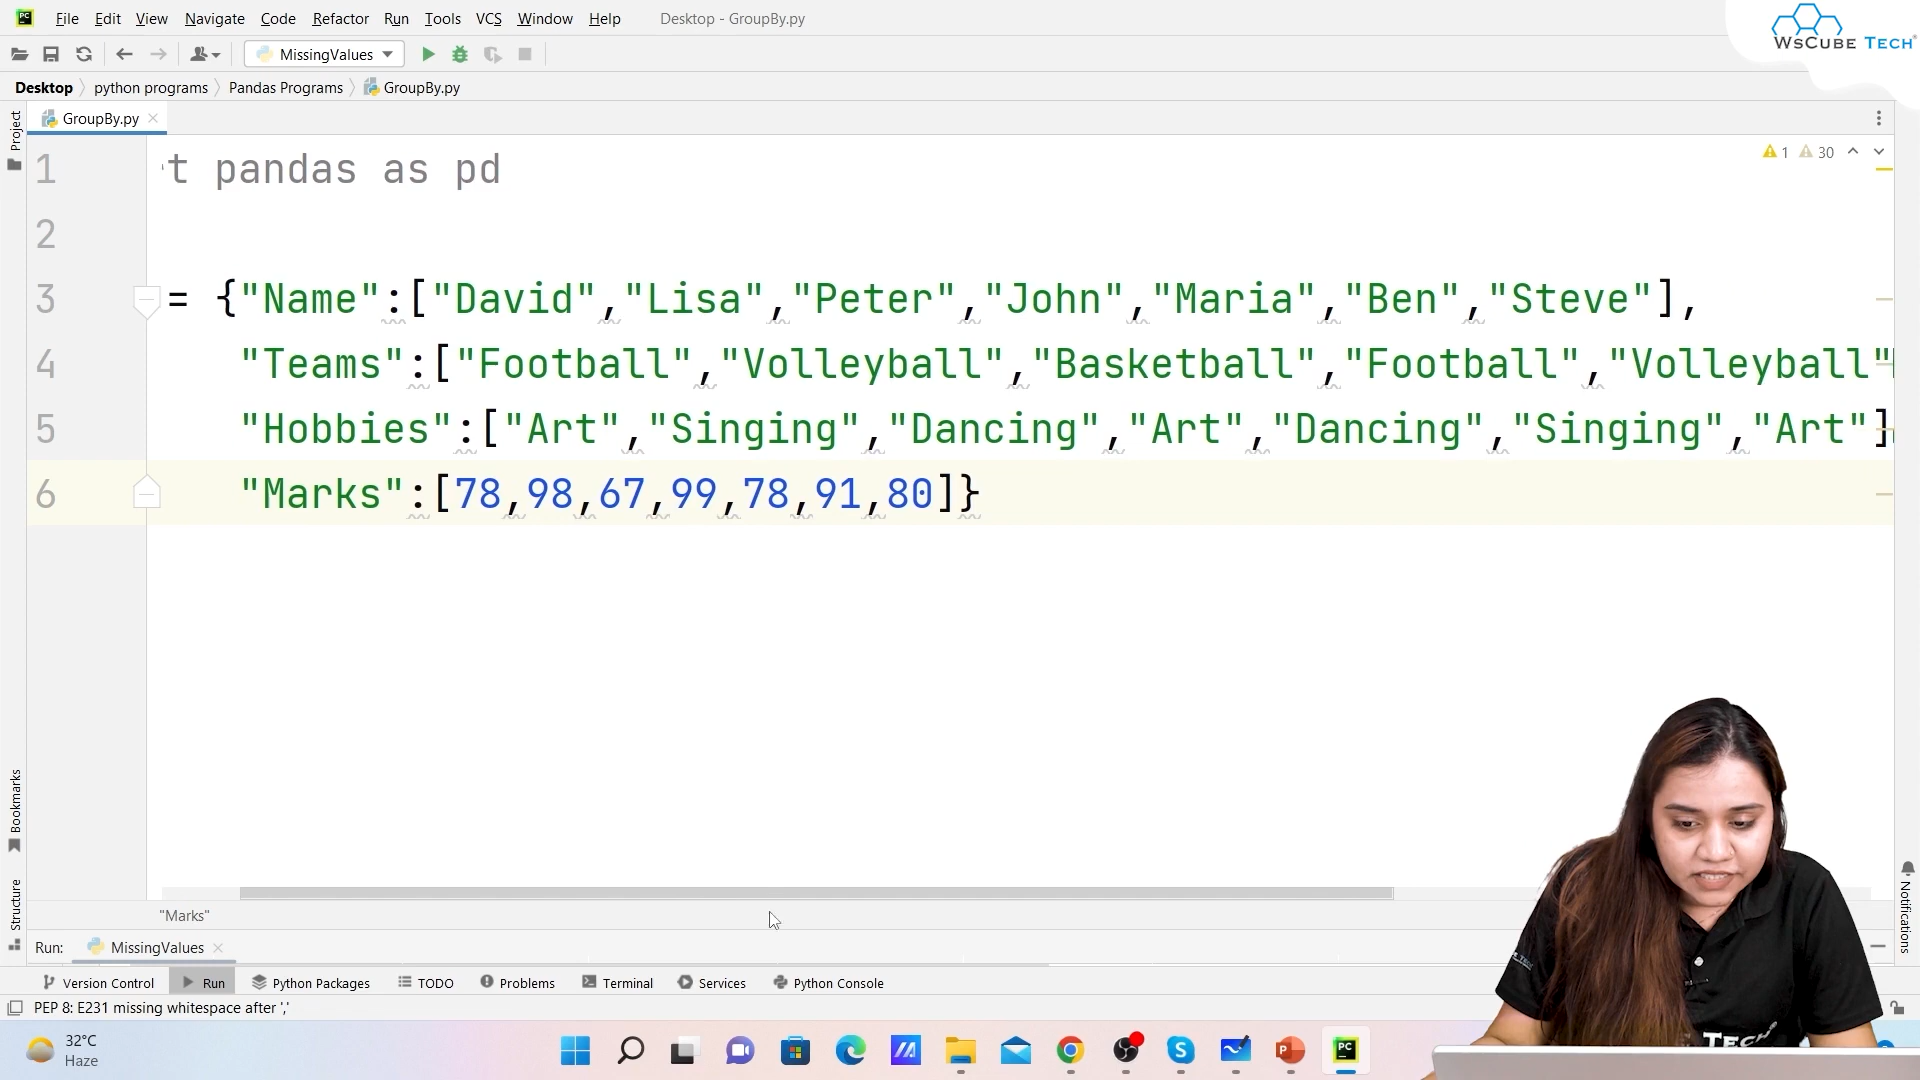 File Edit View Navigate Code Refactor Run Tools VCS Window Help Desktop - GroupBy.py
WsCube Tech
MissingValues
Desktop python programs Pandas Programs GroupBy.py
Project
GroupBy.py
1 t pandas as pd
1 30
2
3 = {"Name":["David","Lisa","Peter","John","Maria","Ben","Steve"],
4 "Teams":["Football","Volleyball","Basketball","Football","Volleyball"
5 "Hobbies":["Art","Singing","Dancing","Art","Dancing","Singing","Art"]
6 "Marks":[78,98,67,99,78,91,80]}
Bookmarks
Structure
Notifications
"Marks"
Run: MissingValues
Version Control Run Python Packages TODO Problems Terminal Services Python Console
PEP 8: E231 missing whitespace after ','
32°C
Haze